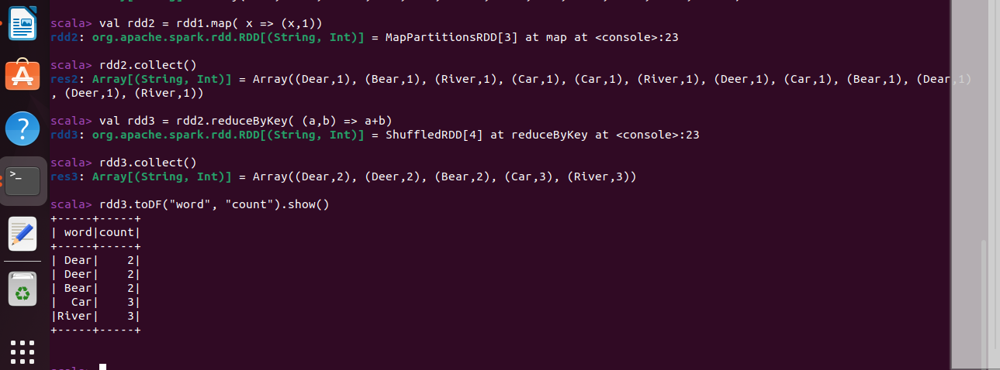 scala> val rdd2 = rdd1.map( x => (x,1))
rdd2: org.apache.spark.rdd.RDD[(String, Int)] = MapPartitionsRDD[3] at map at <console>:23
scala> rdd2.collect()
res2: Array[(String, Int)] = Array((Dear,1), (Bear,1), (River,1), (Car,1), (Car,1), (River,1), (Deer,1), (Car,1), (Bear,1), (Dear,1)
, (Deer,1), (River,1))
scala> val rdd3 = rdd2.reduceByKey( (a,b) => a+b)
rdd3: org.apache.spark.rdd.RDD[(String, Int)] = ShuffledRDD[4] at reduceByKey at <console>:23
scala> rdd3.collect()
res3: Array[(String, Int)] = Array((Dear,2), (Deer,2), (Bear,2), (Car,3), (River,3))
scala> rdd3.toDF("word", "count").show()
+-----+-----+
| word|count|
+-----+-----+
| Dear|    2|
| Deer|    2|
| Bear|    2|
|  Car|    3|
|River|    3|
+-----+-----+